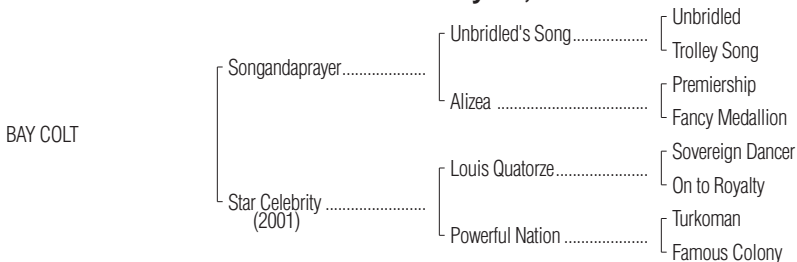 Unbridled
Unbridled's Song.................
Trolley Song
Songandaprayer....................
Premiership
Alizea ....................................
Fancy Medallion
BAY COLT
Sovereign Dancer
Louis Quatorze......................
On to Royalty
Star Celebrity ........................
(2001)
Turkoman
Powerful Nation ....................
Famous Colony